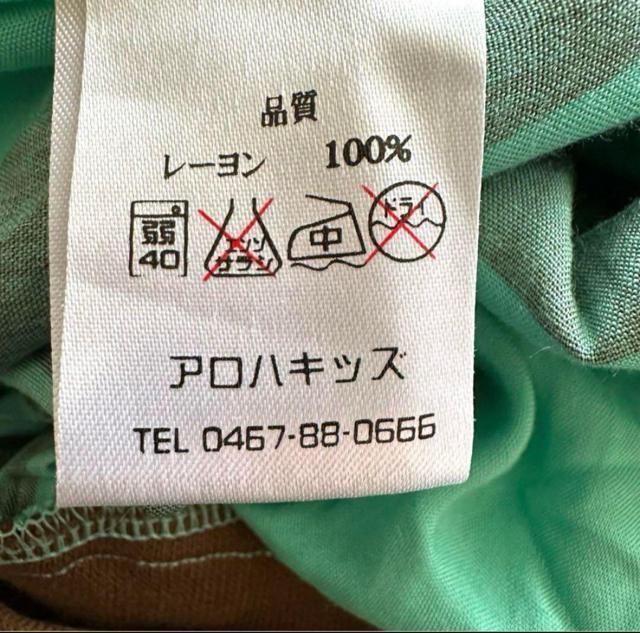 品質
レーヨン 100%
弱 40 エンソ サラシ 中 ドライ
アロハキッズ
TEL 0467-88-0666